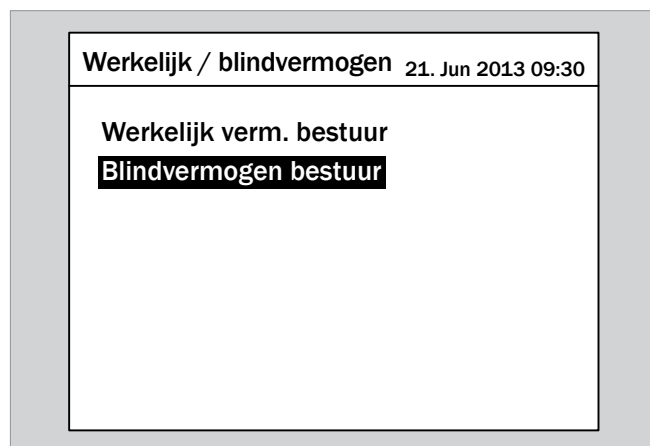 Werkelijk / blindvermogen 21. Jun 2013 09:30
Werkelijk verm. bestuur
Blindvermogen bestuur